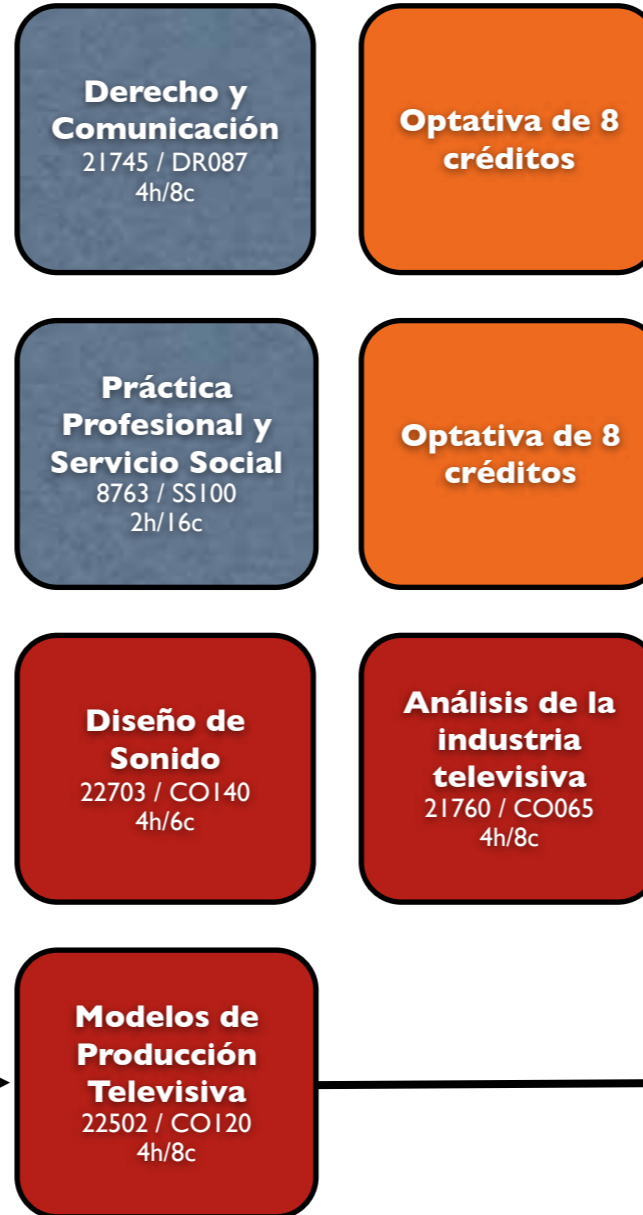 Derecho y
Comunicación
21745 / DR087
4h/8c
Optativa de 8
créditos
Práctica
Profesional y
Servicio Social
8763 / SS100
2h/16c
Optativa de 8
créditos
Diseño de
Sonido
22703 / CO140
4h/6c
Análisis de la
industria
televisiva
21760 / CO065
4h/8c
Modelos de
Producción
Televisiva
22502 / CO120
4h/8c